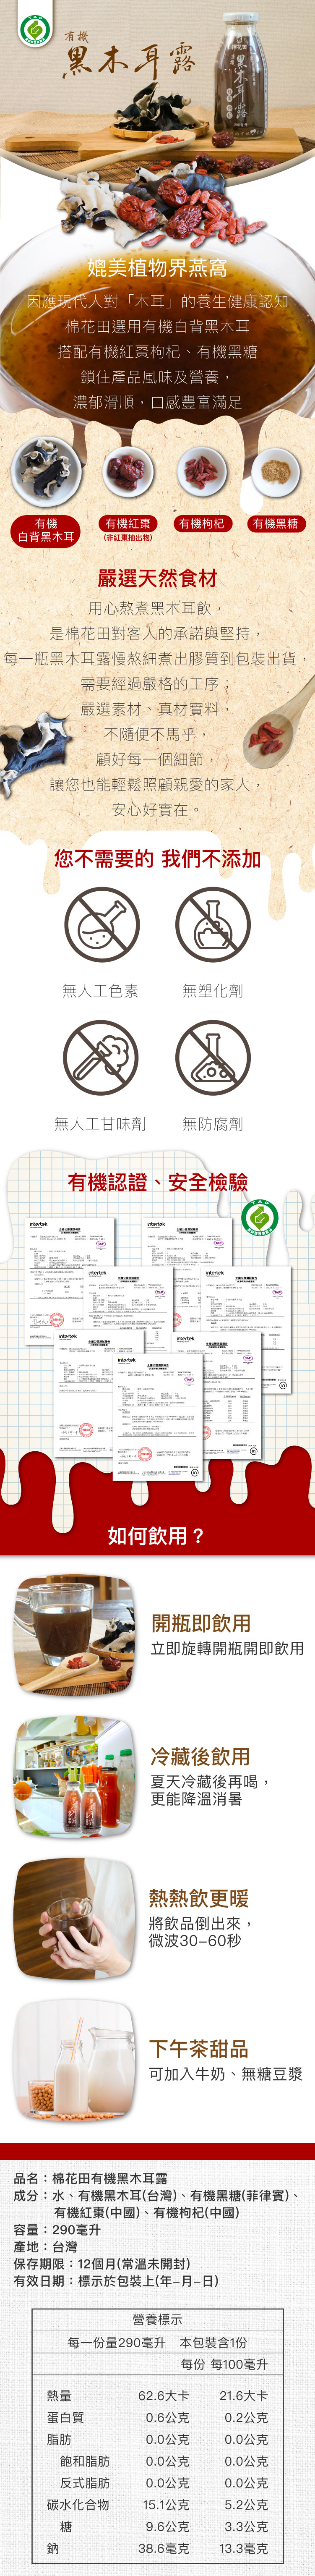 有機
黑木耳露
媲美植物界燕窩
因應現代人對「木耳」的養生健康認知
棉花田選用有機白背黑木耳
搭配有機紅棗枸杞、有機黑糖
鎖住產品風味及營養，
濃郁滑順，口感豐富滿足
有機
白背黑木耳
有機紅棗
(非紅棗抽出物)
有機枸杞
有機黑糖
嚴選天然食材
用心熬煮黑木耳飲，
是棉花田對客人的承諾與堅持，
每一瓶黑木耳露慢熬細煮出膠質到包裝出貨，
需要經過嚴格的工序；
嚴選素材、真材實料，
不隨便不馬乎，
顧好每一個細節，
讓您也能輕鬆照顧親愛的家人，
安心好實在。
您不需要的 我們不添加
無人工色素
無塑化劑
無人工甘味劑
無防腐劑
有機認證、安全檢驗
intertek
intertek
intertek
intertek
intertek
intertek
intertek
intertek
如何飲用？
開瓶即飲用
立即旋轉開瓶開即飲用
冷藏後飲用
夏天冷藏後再喝，
更能降溫消暑
熱熱飲更暖
將飲品倒出來，
微波30-60秒
下午茶甜品
可加入牛奶、無糖豆漿
品名：棉花田有機黑木耳露
成分：水、有機黑木耳(台灣)、有機黑糖(菲律賓)、
有機紅棗(中國)、有機枸杞(中國)
容量：290毫升
產地：台灣
保存期限：12個月(常溫未開封)
有效日期：標示於包裝上(年-月-日)
營養標示
每一份量290毫升 本包裝含1份
每份 每100毫升
熱量 62.6大卡 21.6大卡
蛋白質 0.6公克 0.2公克
脂肪 0.0公克 0.0公克
飽和脂肪 0.0公克 0.0公克
反式脂肪 0.0公克 0.0公克
碳水化合物 15.1公克 5.2公克
糖 9.6公克 3.3公克
鈉 38.6毫克 13.3毫克